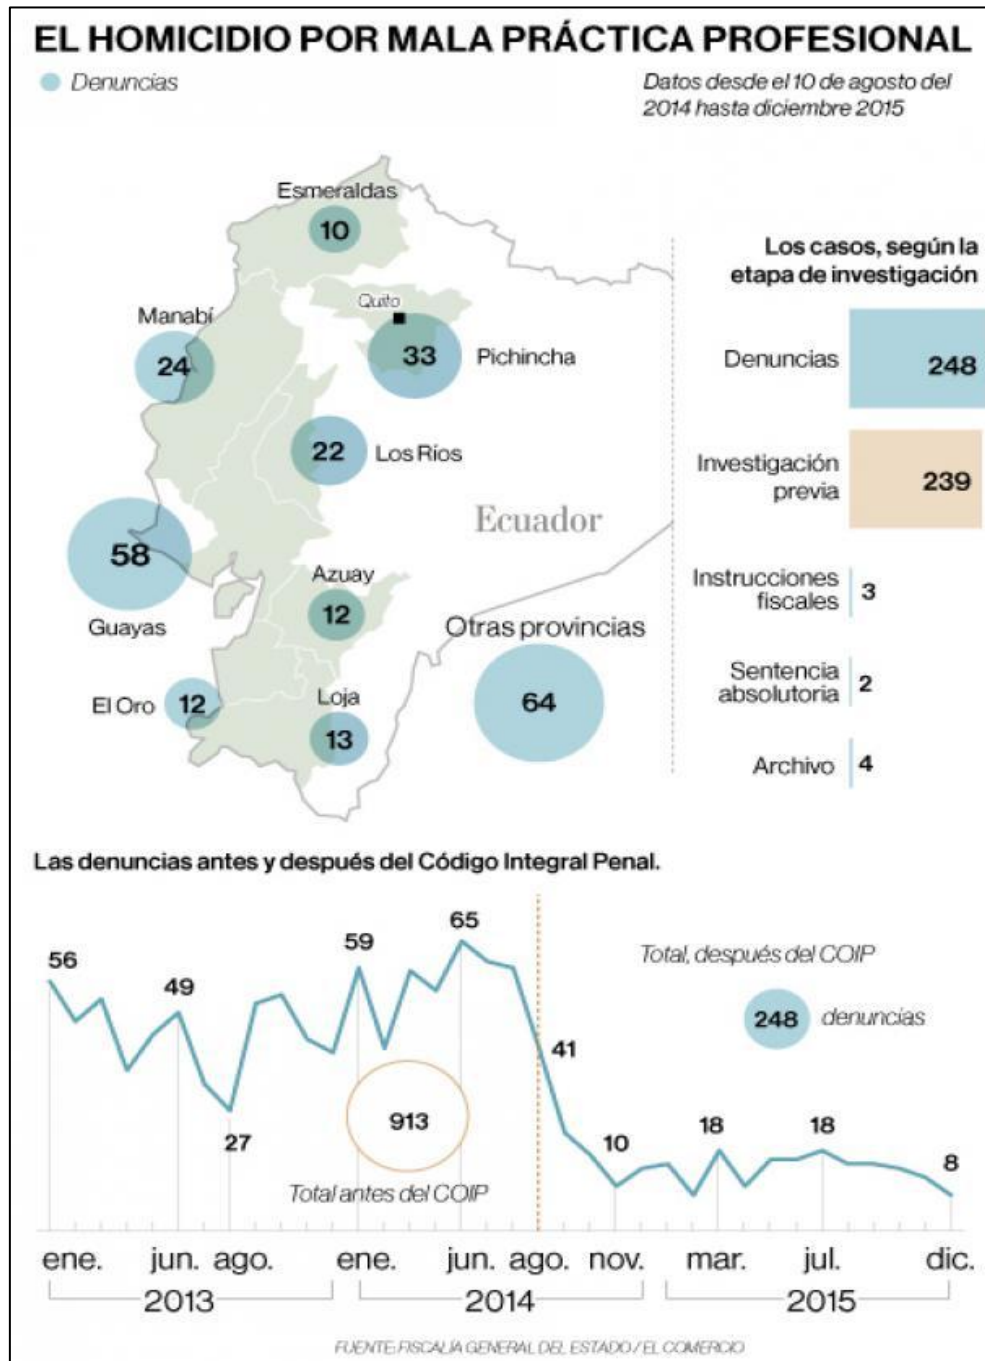 EL HOMICIDIO POR MALA PRÁCTICA PROFESIONAL
Denuncias
Datos desde el 10 de agosto del
2014 hasta diciembre 2015
Esmeraldas
10
Quito
Manabí
24
33
Pichincha
22
Los Ríos
Ecuador
58
Guayas
Azuay
12
Otras provincias
64
El Oro
12
Loja
13
Los casos, según la
etapa de investigación
Denuncias
248
Investigación
previa
239
Instrucciones
fiscales
3
Sentencia
absolutoria
2
Archivo
4
Las denuncias antes y después del Código Integral Penal.
56
49
27
59
65
41
10
18
18
8
913
Total antes del COIP
Total, después del COIP
248
denuncias
ene. jun. ago. ene. jun. ago. nov. mar. jul. dic.
2013 2014 2015
FUENTE: FISCALÍA GENERAL DEL ESTADO / EL COMERCIO